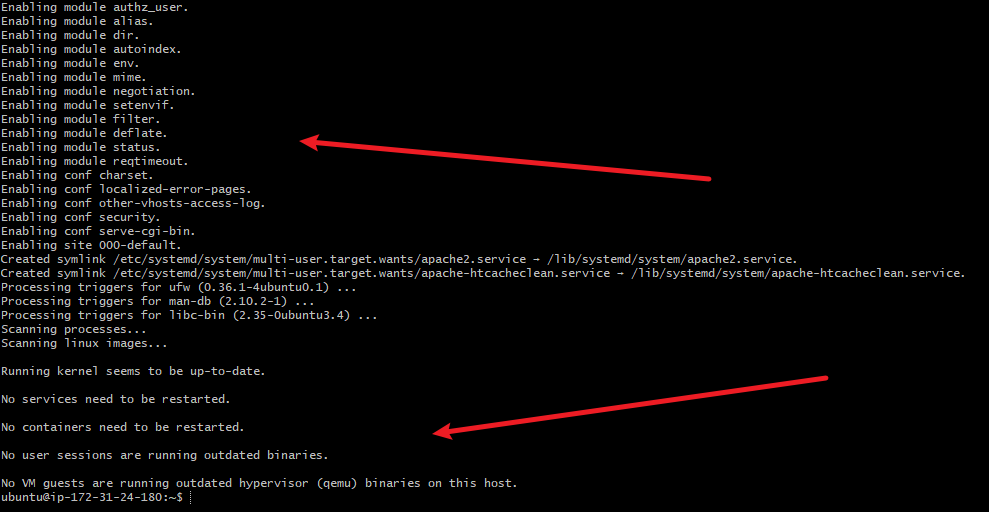 Enabling module authz_user.
Enabling module alias.
Enabling module dir.
Enabling module autoindex.
Enabling module env.
Enabling module mime.
Enabling module negotiation.
Enabling module setenvif.
Enabling module filter.
Enabling module deflate.
Enabling module status.
Enabling module reqtimeout.
Enabling conf charset.
Enabling conf localized-error-pages.
Enabling conf other-vhosts-access-log.
Enabling conf security.
Enabling conf serve-cgi-bin.
Enabling site 000-default.
Created symlink /etc/systemd/system/multi-user.target.wants/apache2.service → /lib/systemd/system/apache2.service.
Created symlink /etc/systemd/system/multi-user.target.wants/apache-htcacheclean.service → /lib/systemd/system/apache-htcacheclean.service.
Processing triggers for ufw (0.36.1-4ubuntu0.1) ...
Processing triggers for man-db (2.10.2-1) ...
Processing triggers for libc-bin (2.35-0ubuntu3.4) ...
Scanning processes...
Scanning linux images...
Running kernel seems to be up-to-date.
No services need to be restarted.
No containers need to be restarted.
No user sessions are running outdated binaries.
No VM guests are running outdated hypervisor (qemu) binaries on this host.
ubuntu@ip-172-31-24-180:~$